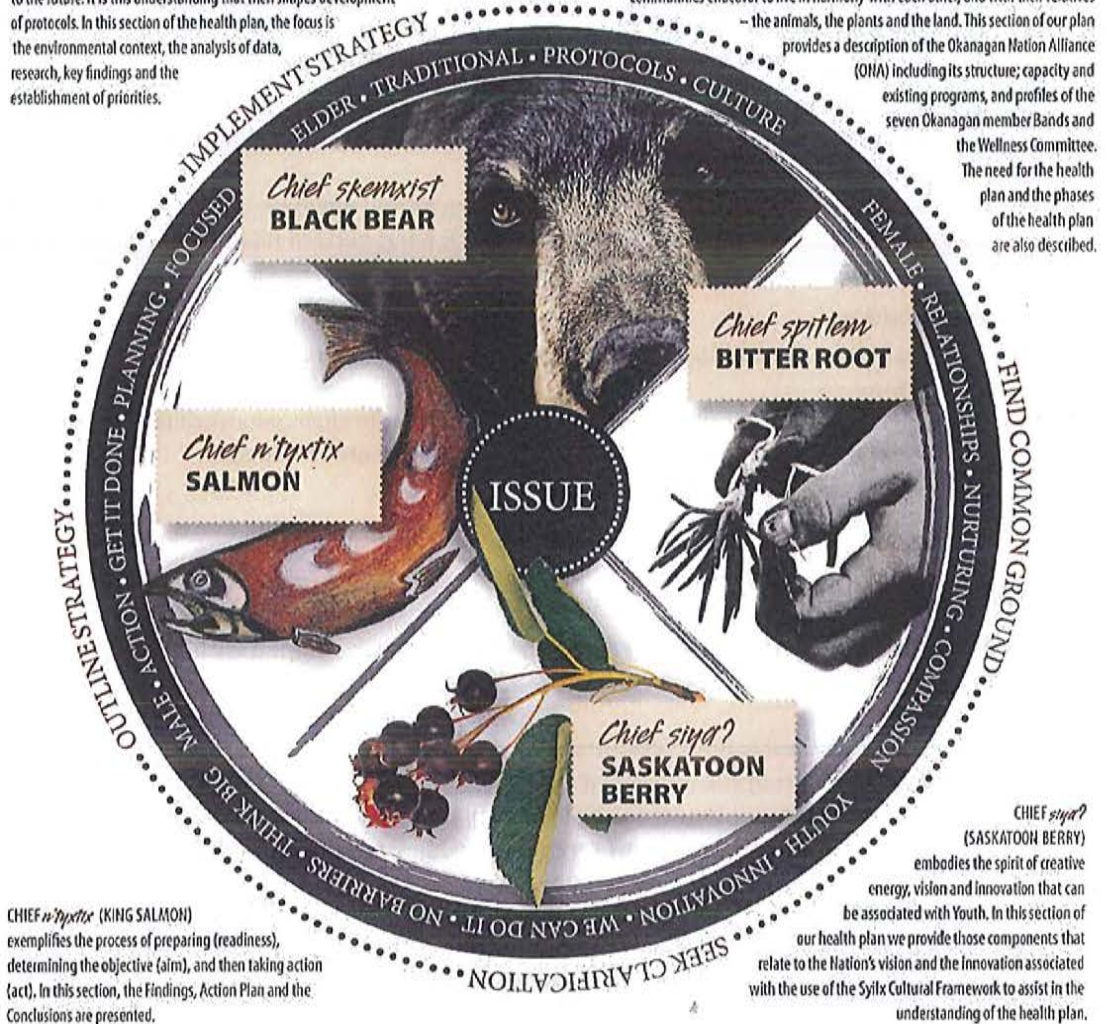 of protocols. In this section of the health plan, the focus is
the environmental context, the analysis of data,
research, key findings and the
establishment of priorities.
– the animals, the plants and the land. This section of our plan
provides a description of the Okanagan Nation Alliance
(ONA) including its structure; capacity and
existing programs, and profiles of the
seven Okanagan member Bands and
the Wellness Committee.
The need for the health
plan and the phases
of the health plan
are also described.
IMPLEMENT STRATEGY
ELDER • TRADITIONAL • PROTOCOLS • CULTURE
Chief skemxist
BLACK BEAR
FEMALE • RELATIONSHIPS • NURTURING • COMPASSION
FIND COMMON GROUND
Chief spitlem
BITTER ROOT
MALE • ACTION • GET IT DONE • PLANNING • FOCUSED
OUTLINE STRATEGY
Chief n'tyxtix
SALMON
ISSUE
Chief siya?
SASKATOON
BERRY
YOUTH • INNOVATION • WE CAN DO IT • NO BARRIERS • THINK BIG
SEEK CLARIFICATION
CHIEF n'tyxtix (KING SALMON)
exemplifies the process of preparing (readiness),
determining the objective (aim), and then taking action
(act). In this section, the Findings, Action Plan and the
Conclusions are presented.
CHIEF siya?
(SASKATOON BERRY)
embodies the spirit of creative
energy, vision and innovation that can
be associated with Youth. In this section of
our health plan we provide those components that
relate to the Nation's vision and the innovation associated
with the use of the Syilx Cultural Framework to assist in the
understanding of the health plan.